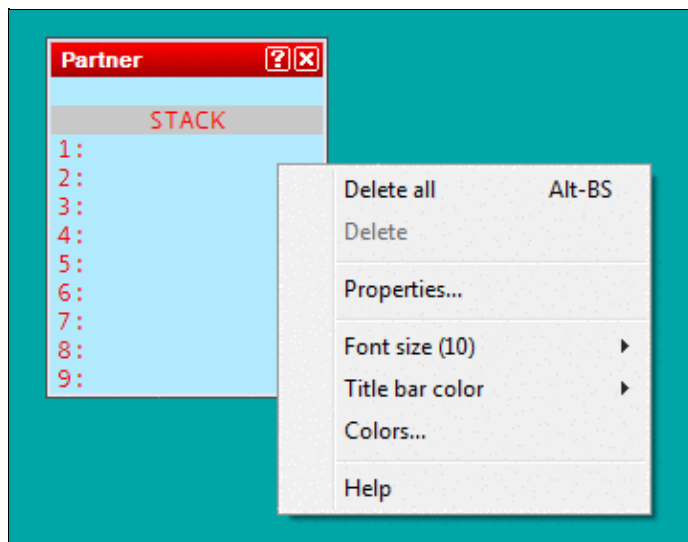 Partner ? X
STACK
1:
2:
3:
4:
5:
6:
7:
8:
9:
Delete all Alt-BS
Delete
Properties...
Font size (10)
Title bar color
Colors...
Help